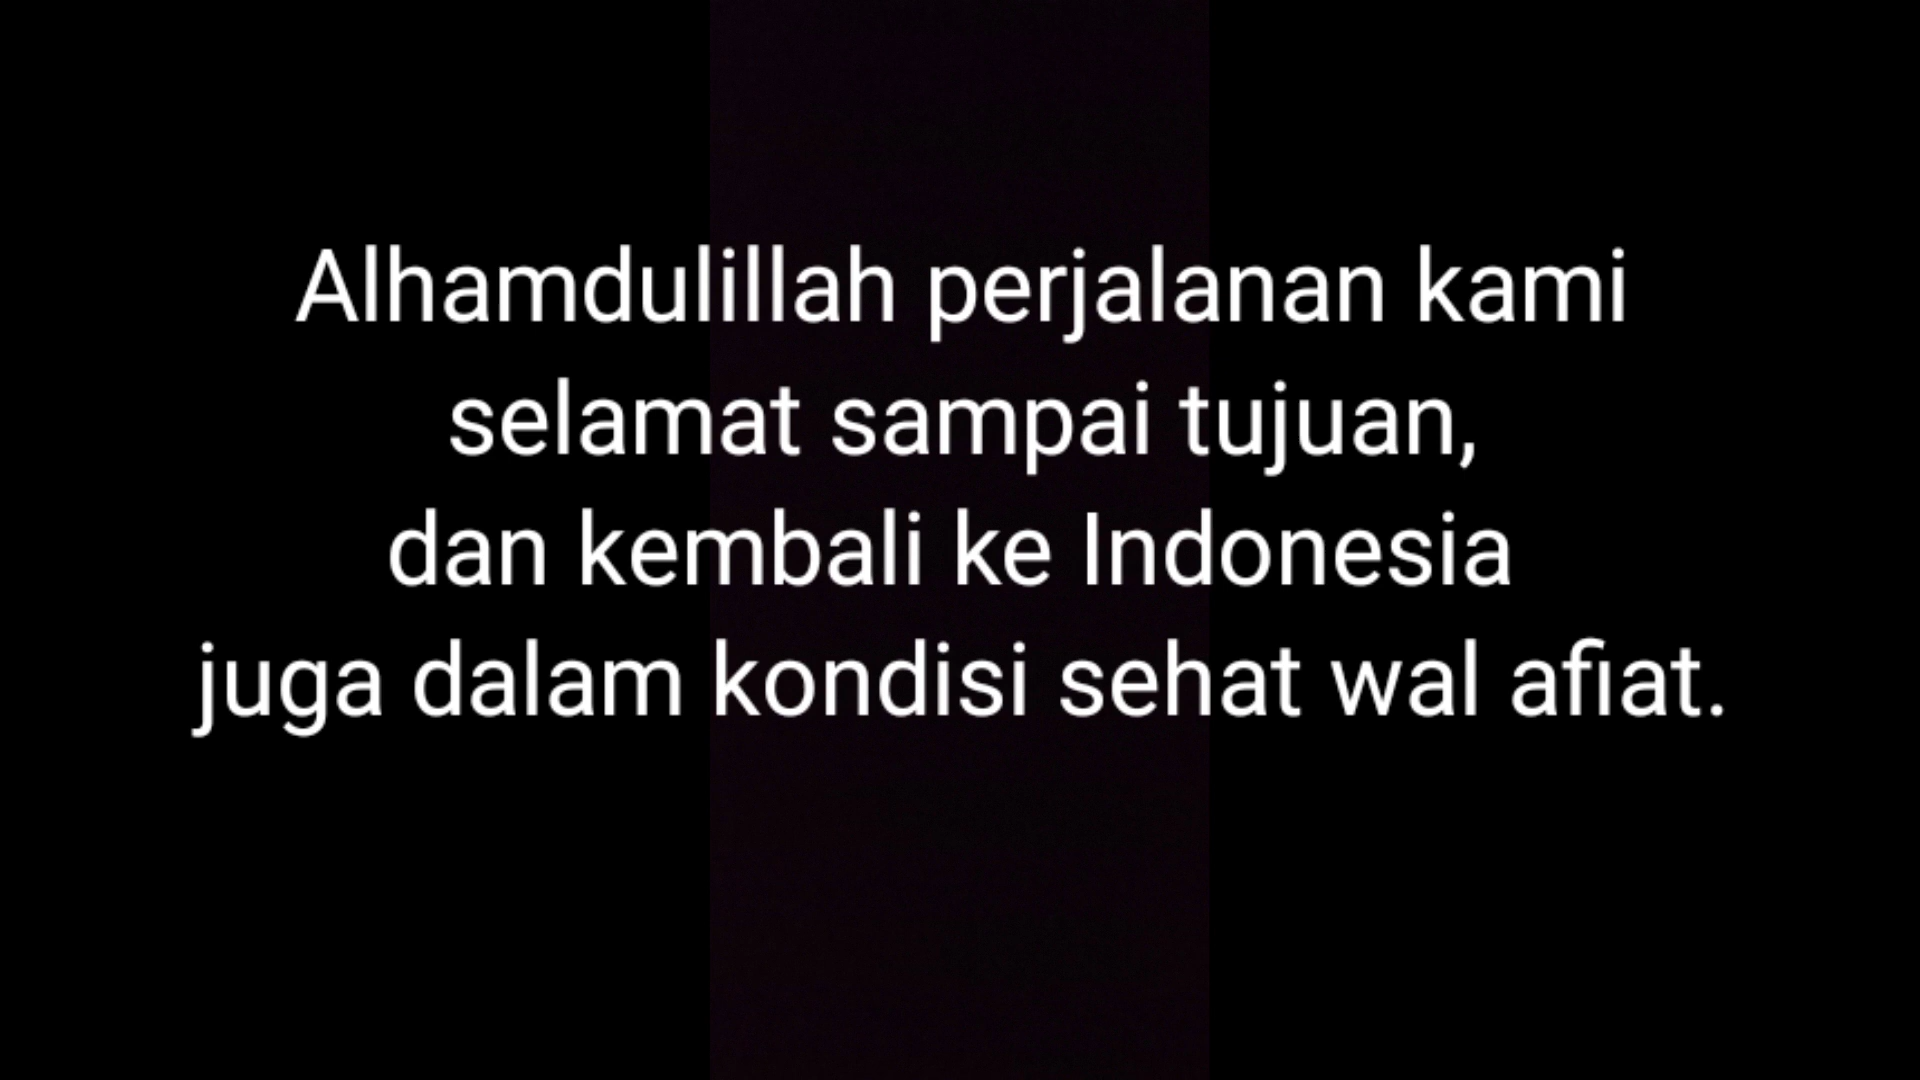 Alhamdulillah perjalanan kami
selamat sampai tujuan,
dan kembali ke Indonesia
juga dalam kondisi sehat wal afiat.